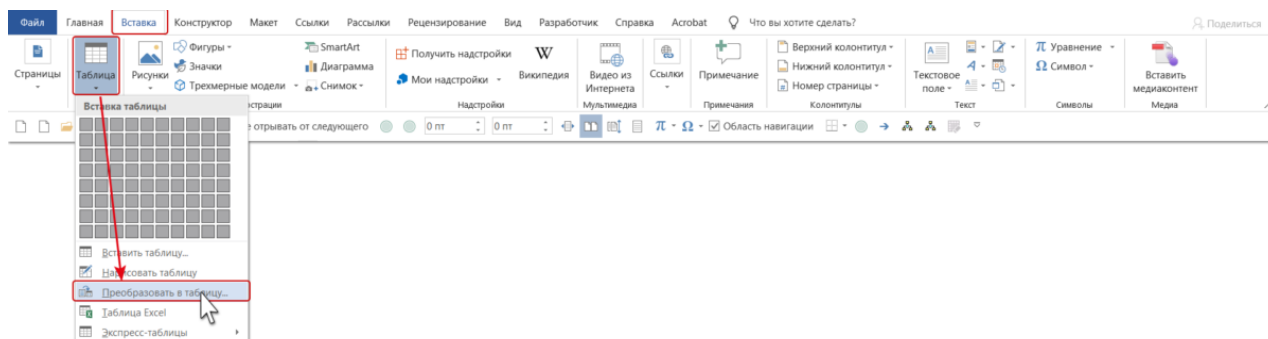 Файл Главная Вставка Конструктор Макет Ссылки Рассылки Рецензирование Вид Разработчик Справка Acrobat Что вы хотите сделать? Поделиться
Страницы
Таблица
Рисунки
Фигуры
Значки
Трехмерные модели
SmartArt
Диаграмма
Снимок
Получить надстройки
Мои надстройки
W
Википедия
Видео из
Интернета
Ссылки
Примечание
Верхний колонтитул
Нижний колонтитул
Номер страницы
Текстовое
поле
π Уравнение
Ω Символ
Вставить
медиаконтент
страции Надстройки Мультимедиа Примечания Колонтитулы Текст Символы Медиа
е отрывать от следующего 0 пт 0 пт π Ω Область навигации
Вставка таблицы
Вставить таблицу...
Нарисовать таблицу
Преобразовать в таблицу...
Таблица Excel
Экспресс-таблицы